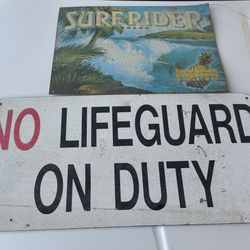 SURFRIDER
NO LIFEGUARD
ON DUTY